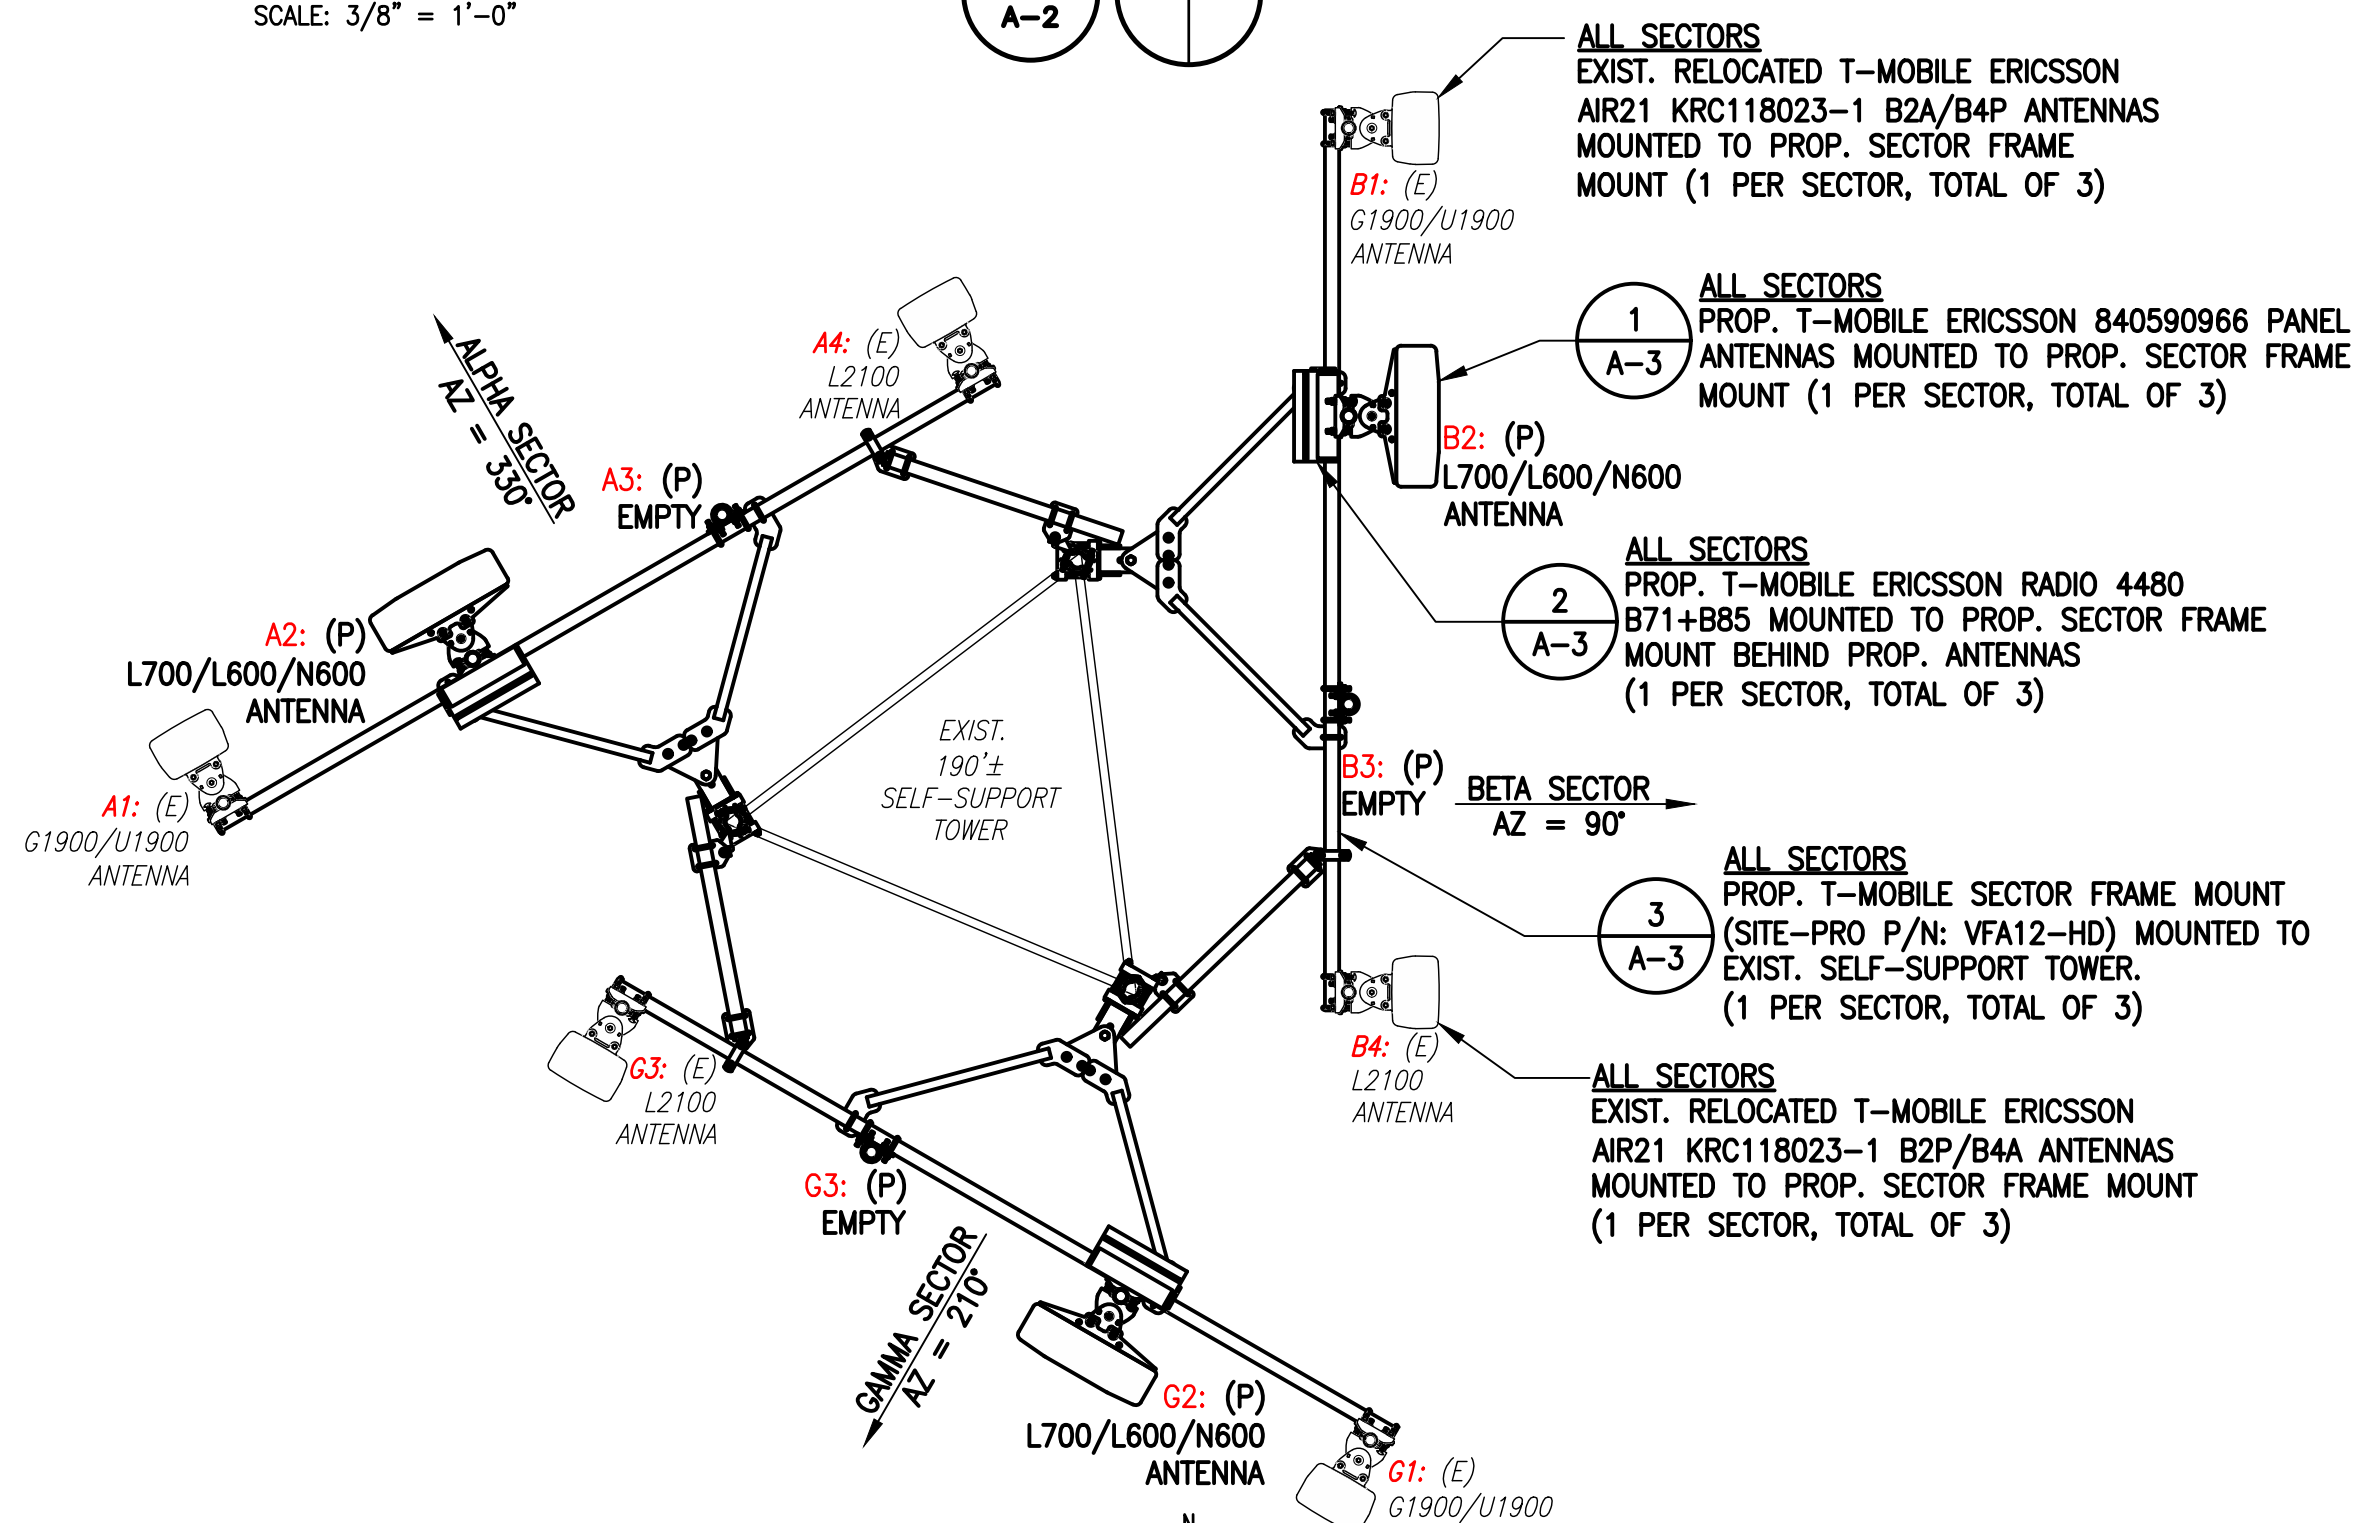 SCALE: 3/8" = 1'-0"
A-2
ALL SECTORS
EXIST. RELOCATED T-MOBILE ERICSSON
AIR21 KRC118023-1 B2A/B4P ANTENNAS
MOUNTED TO PROP. SECTOR FRAME
MOUNT (1 PER SECTOR, TOTAL OF 3)
B1: (E)
G1900/U1900
ANTENNA
1
A-3
ALL SECTORS
PROP. T-MOBILE ERICSSON 840590966 PANEL
ANTENNAS MOUNTED TO PROP. SECTOR FRAME
MOUNT (1 PER SECTOR, TOTAL OF 3)
A4: (E)
L2100
ANTENNA
ALPHA SECTOR
AZ = 330°
B2: (P)
L700/L600/N600
ANTENNA
A3: (P)
EMPTY
2
A-3
ALL SECTORS
PROP. T-MOBILE ERICSSON RADIO 4480
B71+B85 MOUNTED TO PROP. SECTOR FRAME
MOUNT BEHIND PROP. ANTENNAS
(1 PER SECTOR, TOTAL OF 3)
A2: (P)
L700/L600/N600
ANTENNA
EXIST.
190'±
SELF-SUPPORT
TOWER
B3: (P)
EMPTY
BETA SECTOR
AZ = 90°
A1: (E)
G1900/U1900
ANTENNA
3
A-3
ALL SECTORS
PROP. T-MOBILE SECTOR FRAME MOUNT
(SITE-PRO P/N: VFA12-HD) MOUNTED TO
EXIST. SELF-SUPPORT TOWER.
(1 PER SECTOR, TOTAL OF 3)
B4: (E)
L2100
ANTENNA
G3: (E)
L2100
ANTENNA
ALL SECTORS
EXIST. RELOCATED T-MOBILE ERICSSON
AIR21 KRC118023-1 B2P/B4A ANTENNAS
MOUNTED TO PROP. SECTOR FRAME MOUNT
(1 PER SECTOR, TOTAL OF 3)
G3: (P)
EMPTY
GAMMA SECTOR
AZ = 210°
G2: (P)
L700/L600/N600
ANTENNA
G1: (E)
G1900/U1900
N